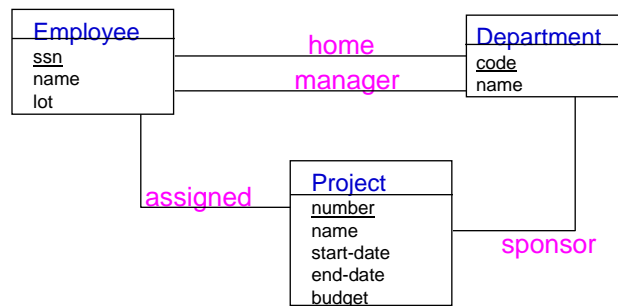 Employee
ssn
name
lot
home
manager
Department
code
name
assigned
Project
number
name
start-date
end-date
budget
sponsor